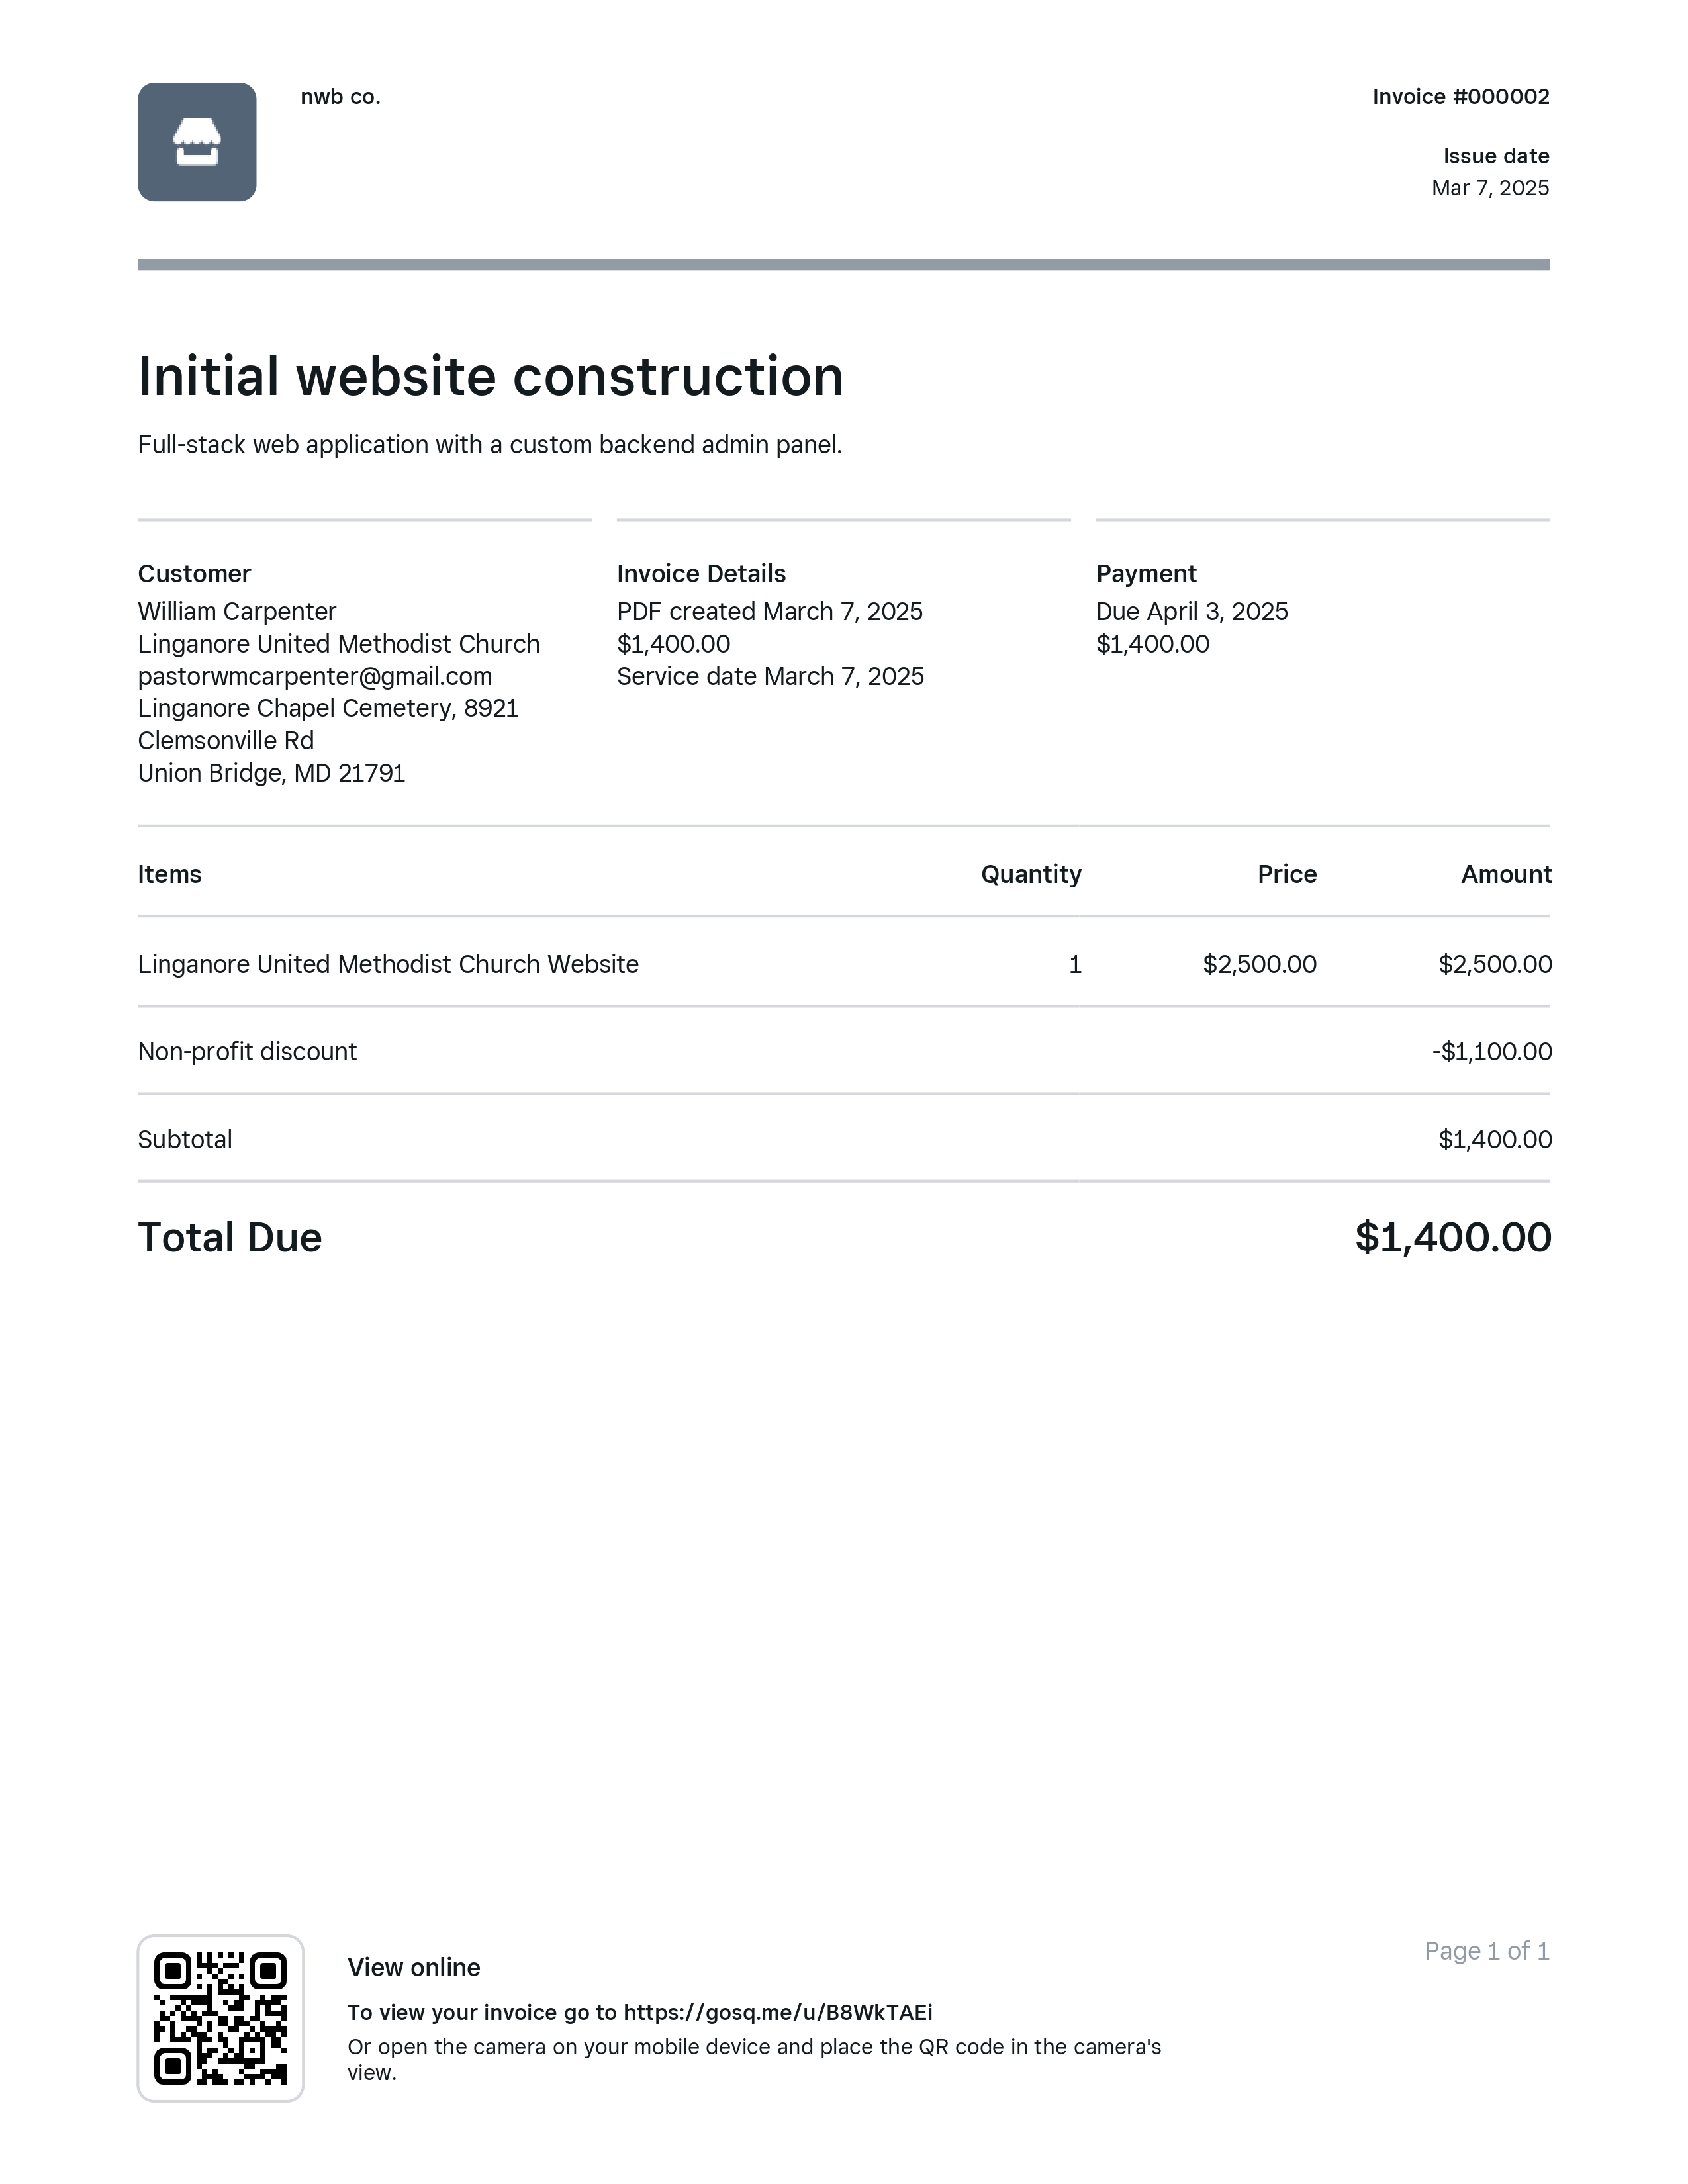 nwb co.
Invoice #000002
Issue date
Mar 7, 2025
Initial website construction
Full-stack web application with a custom backend admin panel.
Customer
William Carpenter
Linganore United Methodist Church
pastorwmcarpenter@gmail.com
Linganore Chapel Cemetery, 8921
Clemsonville Rd
Union Bridge, MD 21791
Invoice Details
PDF created March 7, 2025
$1,400.00
Service date March 7, 2025
Payment
Due April 3, 2025
$1,400.00
Items Quantity Price Amount
Linganore United Methodist Church Website 1 $2,500.00 $2,500.00
Non-profit discount -$1,100.00
Subtotal $1,400.00
Total Due $1,400.00
View online
To view your invoice go to https://gosq.me/u/B8WkTAEi
Or open the camera on your mobile device and place the QR code in the camera's
view.
Page 1 of 1